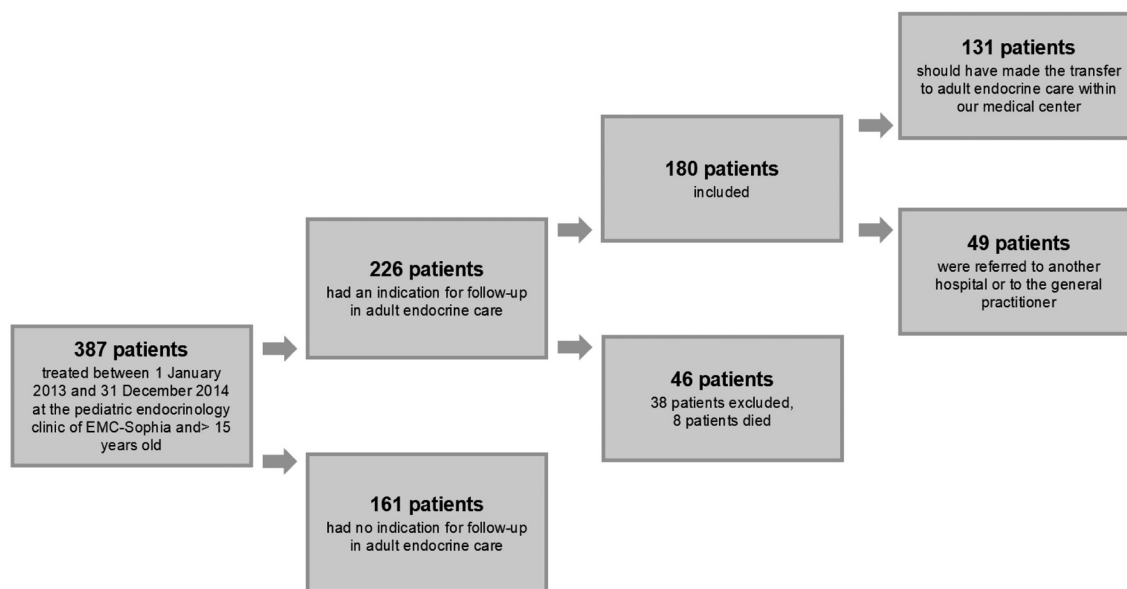 387 patients
treated between 1 January
2013 and 31 December 2014
at the pediatric endocrinology
clinic of EMC-Sophia and> 15
years old
226 patients
had an indication for follow-up
in adult endocrine care
161 patients
had no indication for follow-up
in adult endocrine care
180 patients
included
46 patients
38 patients excluded,
8 patients died
131 patients
should have made the transfer
to adult endocrine care within
our medical center
49 patients
were referred to another
hospital or to the general
practitioner